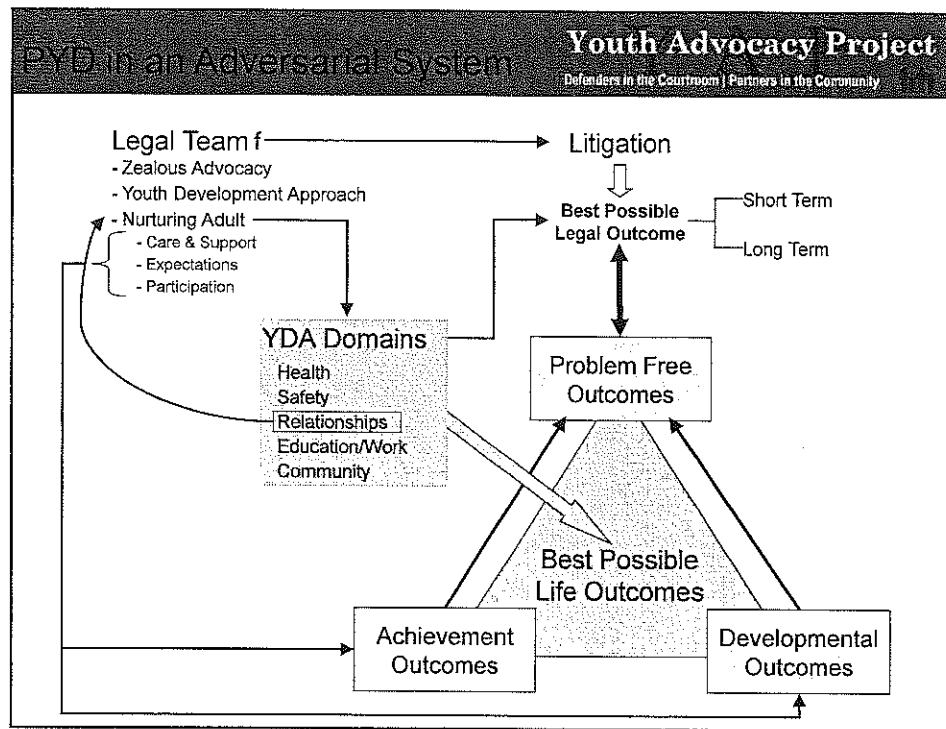 PYD in an Adversarial System
Youth Advocacy Project
Defenders in the Courtroom | Partners in the Community
Legal Team f
- Zealous Advocacy
- Youth Development Approach
- Nurturing Adult
- Care & Support
- Expectations
- Participation
Litigation
Best Possible
Legal Outcome
Short Term
Long Term
YDA Domains
Health
Safety
Relationships
Education/Work
Community
Problem Free
Outcomes
Best Possible
Life Outcomes
Achievement
Outcomes
Developmental
Outcomes